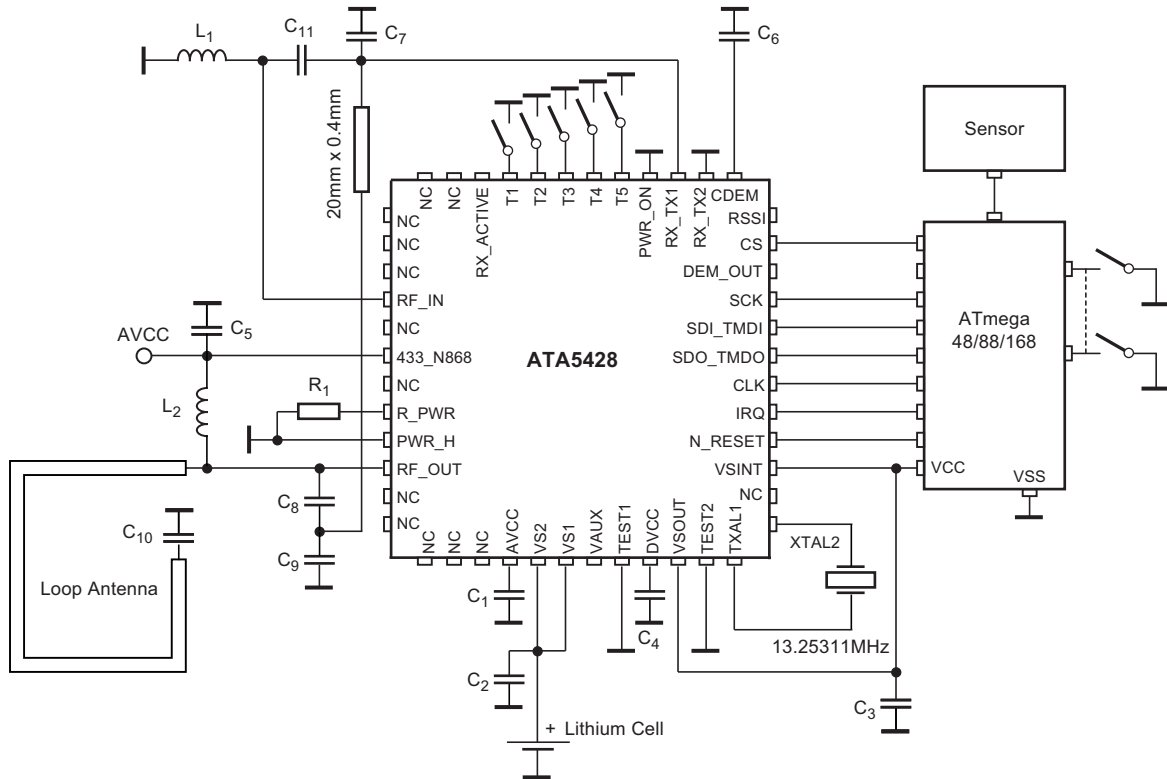 L1
C11
C7
C6
20mm x 0.4mm
Sensor
NC
NC
RX_ACTIVE
T1
T2
T3
T4
T5
PWR_ON
RX_TX1
RX_TX2
CDEM
NC
NC
NC
RF_IN
NC
433_N868
NC
R_PWR
PWR_H
RF_OUT
NC
NC
ATA5428
RSSI
CS
DEM_OUT
SCK
SDI_TMDI
SDO_TMDO
CLK
IRQ
N_RESET
VSINT
NC
XTAL2
ATmega
48/88/168
VCC
VSS
AVCC
C5
L2
R1
C8
C9
C10
Loop Antenna
NC
NC
NC
AVCC
VS2
VS1
VAUX
TEST1
DVCC
VSOUT
TEST2
TXAL1
C1
C4
13.25311MHz
C2
C3
+ Lithium Cell